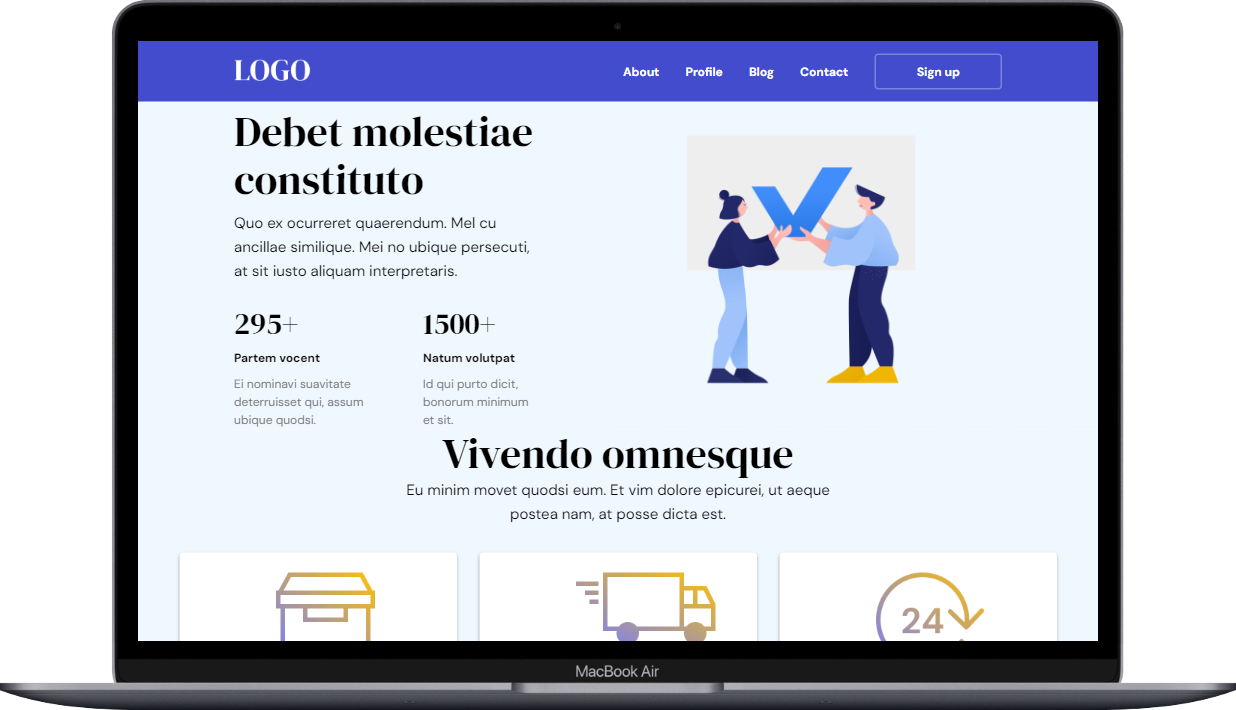 LOGO
About Profile Blog Contact Sign up
Debet molestiae
constituto
Quo ex ocurreret quaerendum. Mel cu
ancillae similique. Mei no ubique persecuti,
at sit iusto aliquam interpretaris.
295+
Partem vocent
Ei nominavi suavitate
deterruisset qui, assum
ubique quodsi.
1500+
Natum volutpat
Id qui purto dicit,
bonorum minimum
et sit.
Vivendo omnesque
Eu minim movet quodsi eum. Et vim dolore epicurei, ut aeque
postea nam, at posse dicta est.
24
MacBook Air